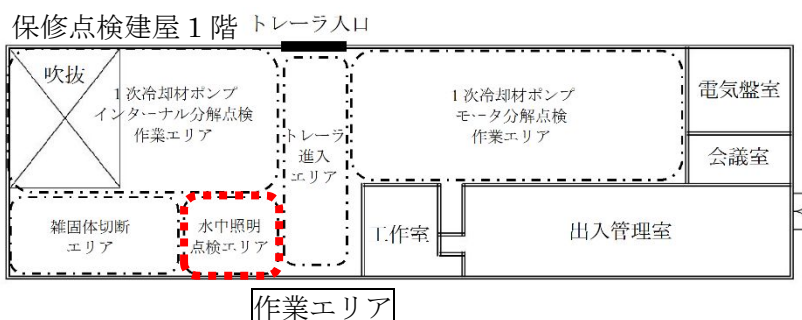 保修点検建屋１階
トレーラ入口
吹抜
１次冷却材ポンプ
インターナル分解点検
作業エリア
トレーラ
進入
エリア
１次冷却材ポンプ
モータ分解点検
作業エリア
電気盤室
会議室
雑固体切断
エリア
水中照明
点検エリア
工作室
出入管理室
作業エリア